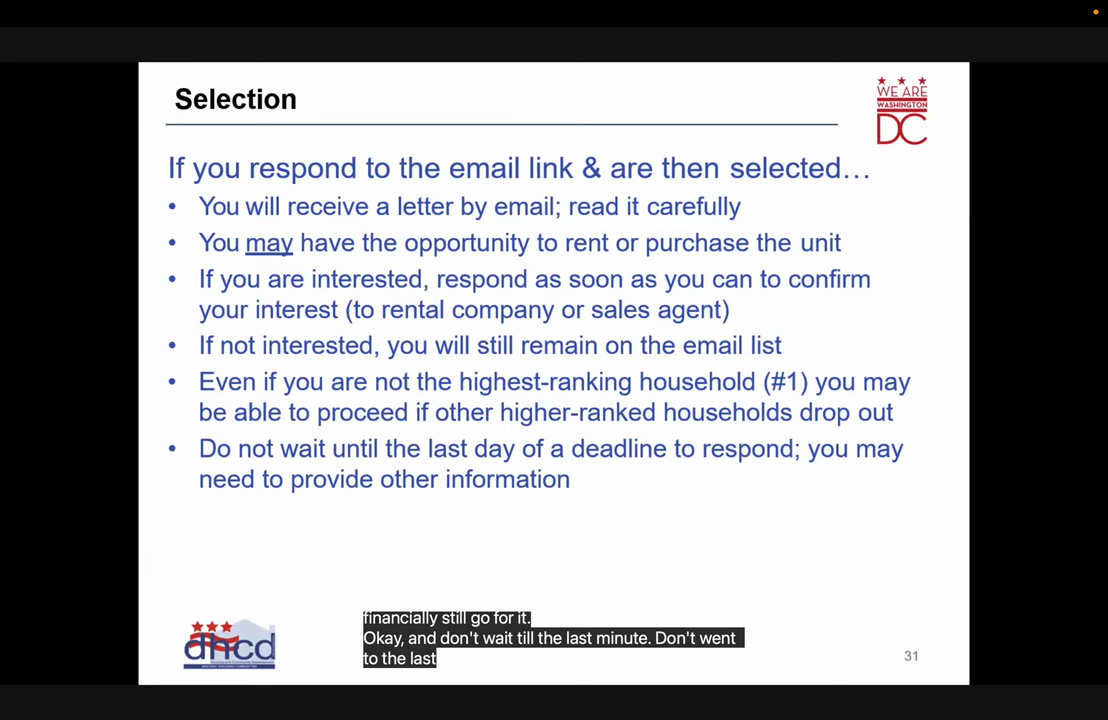 Selection
WE ARE
WASHINGTON
DC
If you respond to the email link & are then selected…
• You will receive a letter by email; read it carefully
• You may have the opportunity to rent or purchase the unit
• If you are interested, respond as soon as you can to confirm
your interest (to rental company or sales agent)
• If not interested, you will still remain on the email list
• Even if you are not the highest-ranking household (#1) you may
be able to proceed if other higher-ranked households drop out
• Do not wait until the last day of a deadline to respond; you may
need to provide other information
dhcd
financially still go for it.
Okay, and don't wait till the last minute. Don't went
to the last
31